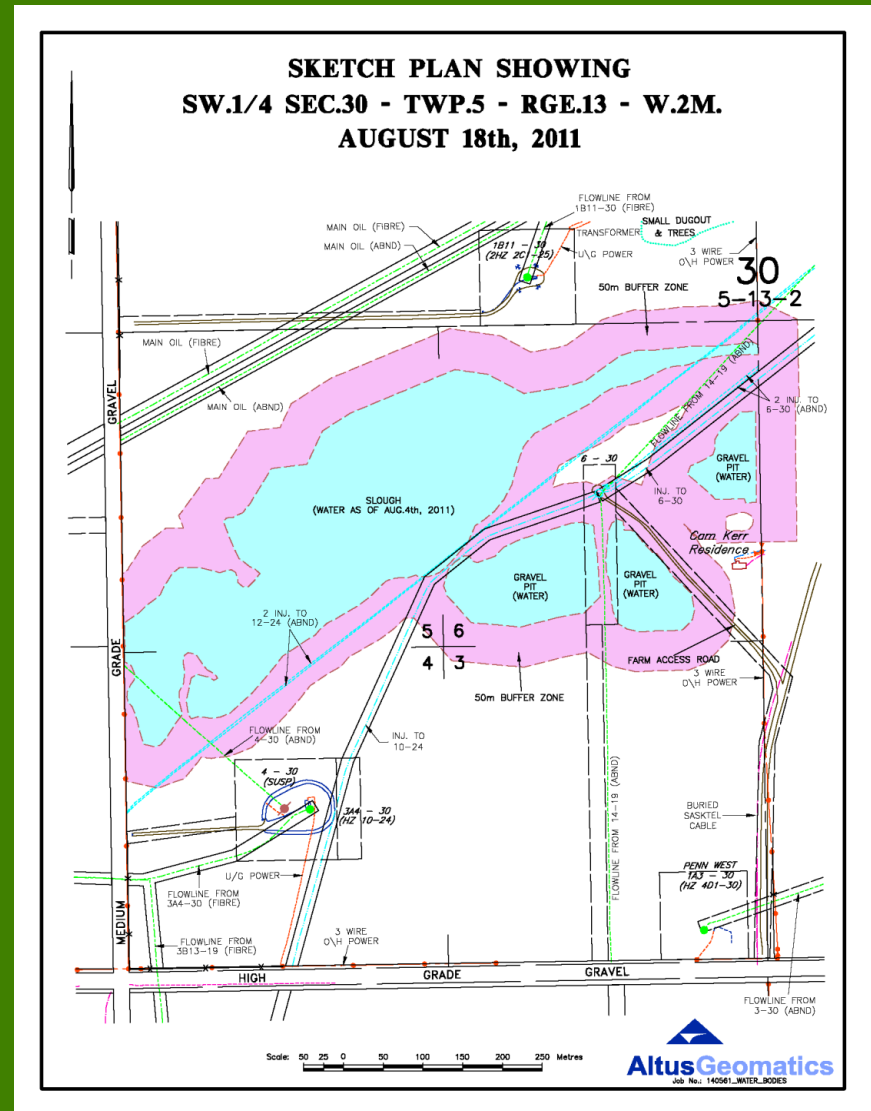 SKETCH PLAN SHOWING
SW.1/4 SEC.30 - TWP.5 - RGE.13 - W.2M.
AUGUST 18th, 2011
FLOWLINE FROM
1B11-30 (FIBRE)
MAIN OIL (FIBRE)
MAIN OIL (ABND)
TRANSFORMER
1B11 - 30
U\G POWER
SMALL DUGOUT
& TREES
3 WIRE
O\H POWER
30
5-13-2
50m BUFFER ZONE
MAIN OIL (FIBRE)
MAIN OIL (ABND)
GRAVEL
FLOWLINE FROM 14-19 (ABND)
2 INJ. TO
6-30 (ABND)
6 - 30
GRAVEL
PIT
(WATER)
INJ. TO
6-30
SLOUGH
(WATER AS OF AUG.4th, 2011)
Cam Kerr
Residence
GRAVEL
PIT
(WATER)
GRAVEL
PIT
(WATER)
2 INJ. TO
12-24 (ABND)
5 6
4 3
GRADE
FARM ACCESS ROAD
3 WIRE
O\H POWER
50m BUFFER ZONE
FLOWLINE FROM
4-30 (ABND)
INJ. TO
10-24
4 - 30
(SUSP)
3A4 - 30
(HZ 10-24)
FLOWLINE FROM 14-19 (ABND)
BURIED
SASKTEL
CABLE
U/G POWER
FLOWLINE FROM
3A4-30 (FIBRE)
PENN WEST
1A3 - 30
(HZ 4D1-30)
MEDIUM
FLOWLINE FROM
3B13-19 (FIBRE)
3 WIRE
O\H POWER
HIGH GRADE GRAVEL
FLOWLINE FROM
3-30 (ABND)
Scale: 50 25 0 50 100 150 200 250 Metres
AltusGeomatics
Job No.: 140561_WATER_BODIES